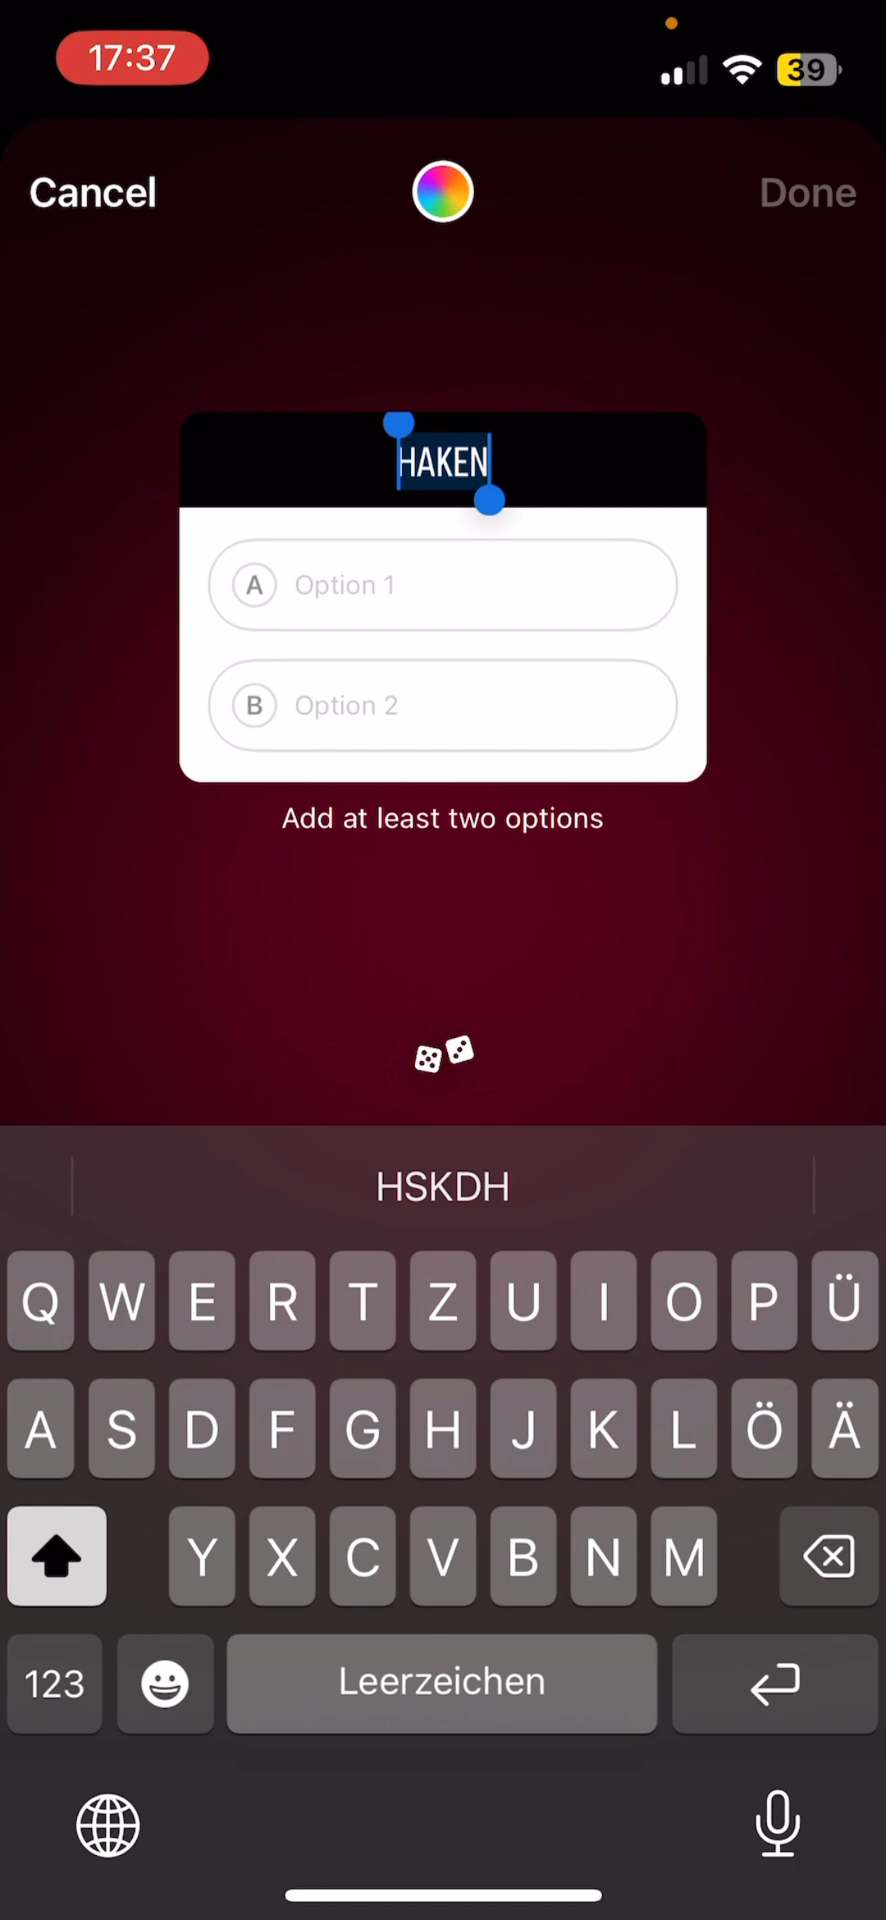 17:37
39
Cancel
Done
HAKEN
A Option 1
B Option 2
Add at least two options
HSKDH
Q W E R T Z U I O P Ü
A S D F G H J K L Ö Ä
Y X C V B N M
123 Leerzeichen